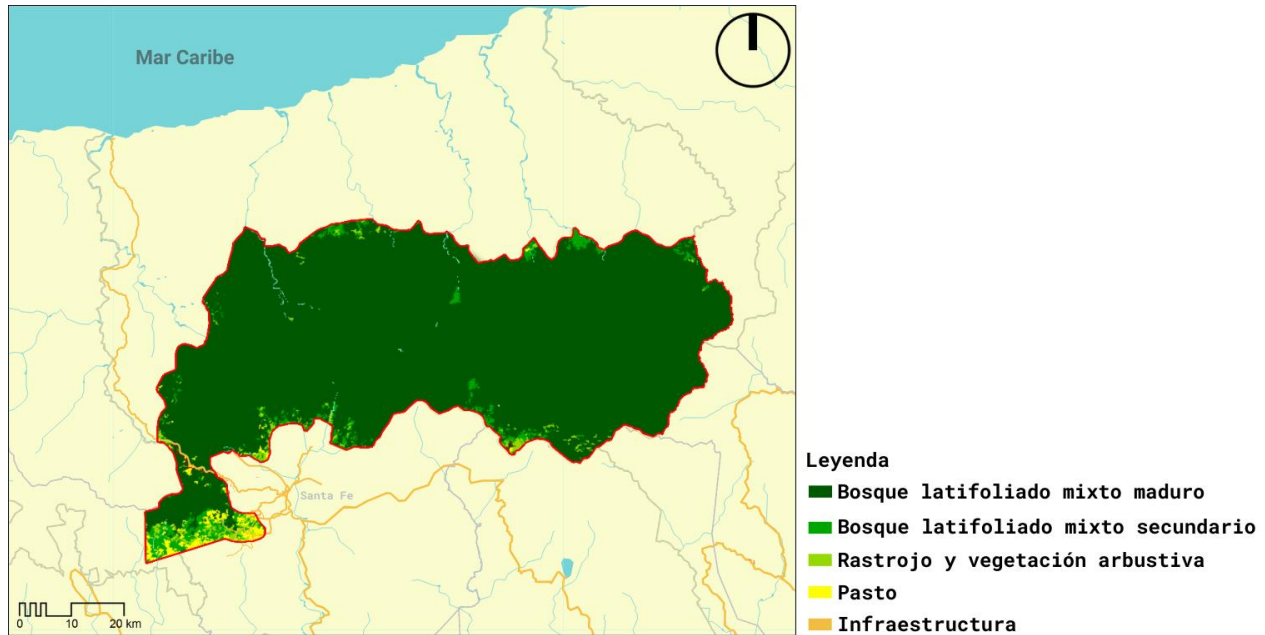 Mar Caribe
Santa Fe
0 10 20 km
Leyenda
Bosque latifoliado mixto maduro
Bosque latifoliado mixto secundario
Rastrojo y vegetación arbustiva
Pasto
Infraestructura